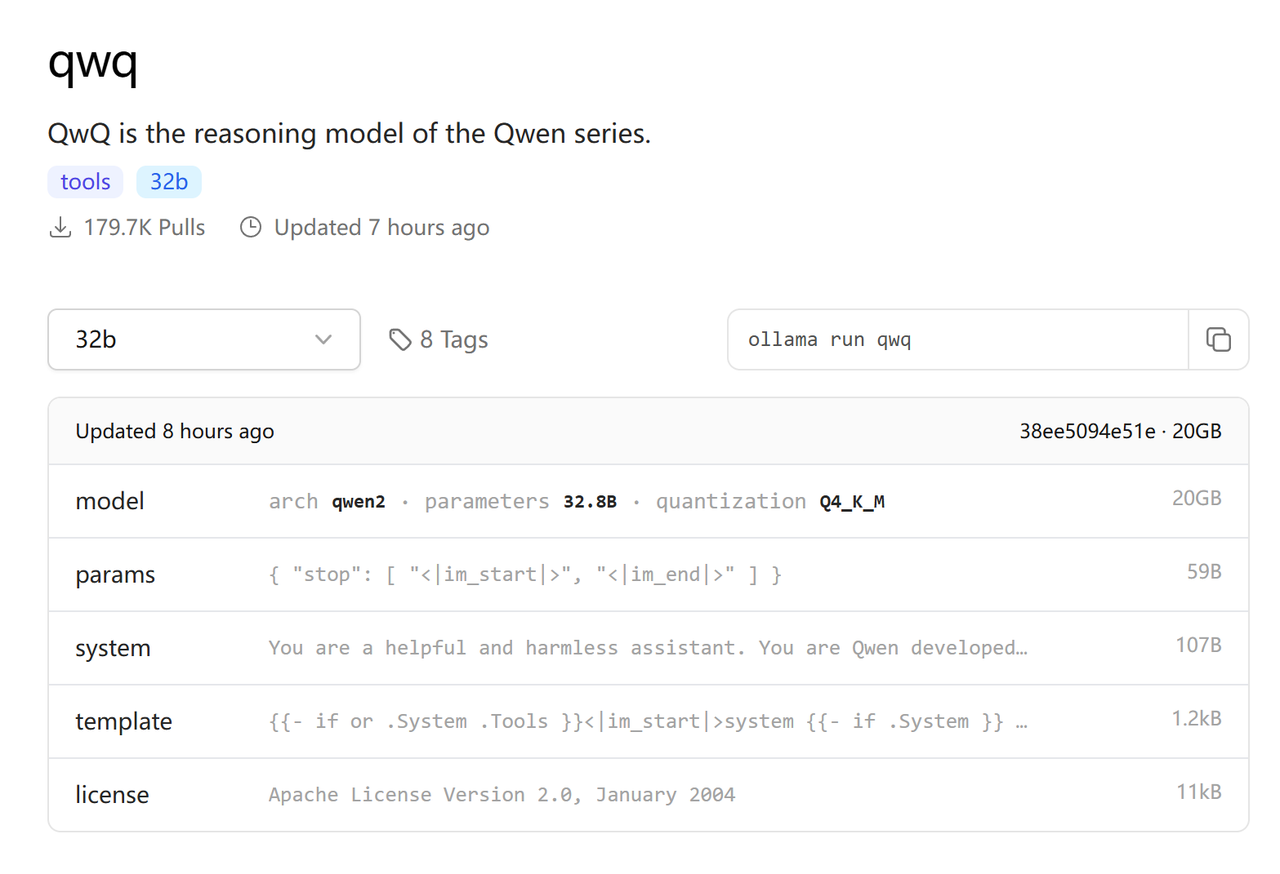 qwq
QwQ is the reasoning model of the Qwen series.
tools 32b
179.7K Pulls Updated 7 hours ago
32b 8 Tags ollama run qwq
Updated 8 hours ago 38ee5094e51e · 20GB
model arch qwen2 · parameters 32.8B · quantization Q4_K_M 20GB
params { "stop": [ "<|im_start|>", "<|im_end|>" ] } 59B
system You are a helpful and harmless assistant. You are Qwen developed… 107B
template {{- if or .System .Tools }}<|im_start|>system {{- if .System }} … 1.2kB
license Apache License Version 2.0, January 2004 11kB